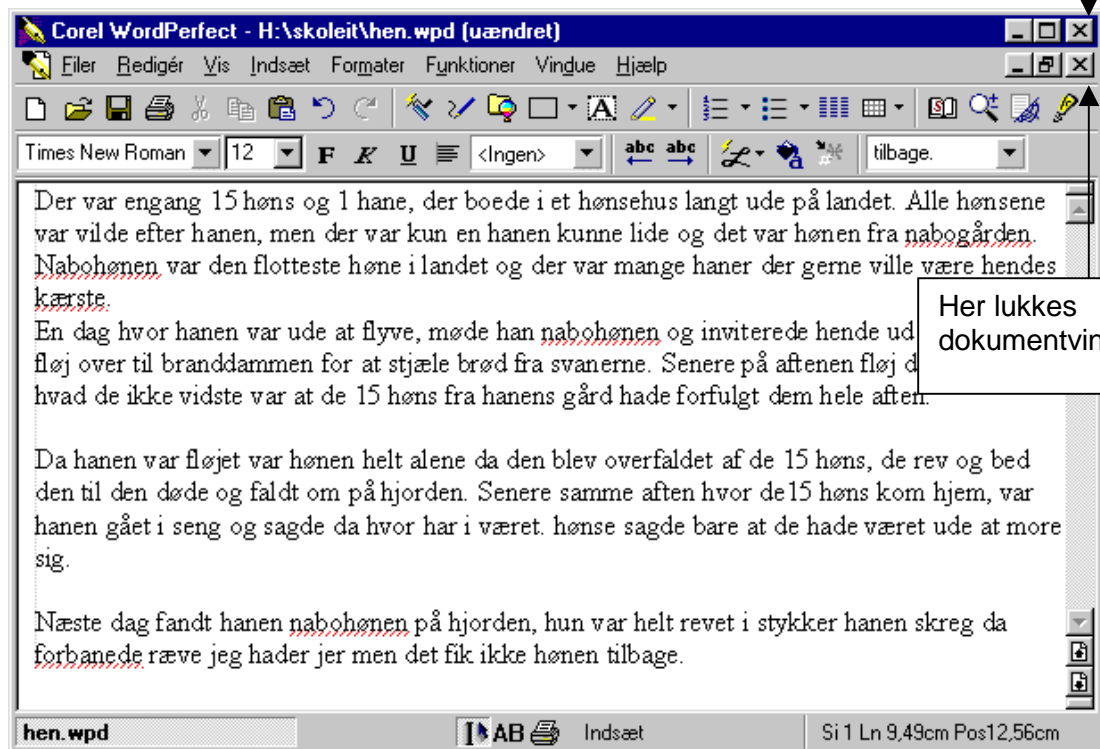 Corel WordPerfect - H:\skoleit\hen.wpd (uændret)
Filer Redigér Vis Indsæt Formater Funktioner Vindue Hjælp
Times New Roman 12 F K U <Ingen> abc abc tilbage.
Der var engang 15 høns og 1 hane, der boede i et hønsehus langt ude på landet. Alle hønsene
var vilde efter hanen, men der var kun en hanen kunne lide og det var hønen fra nabogården.
Nabohønen var den flotteste høne i landet og der var mange haner der gerne ville være hendes
kærste.
En dag hvor hanen var ude at flyve, møde han nabohønen og inviterede hende ud
fløj over til branddammen for at stjæle brød fra svanerne. Senere på aftenen fløj d
hvad de ikke vidste var at de 15 høns fra hanens gård hade forfulgt dem hele aften.
Her lukkes
dokumentvin
Da hanen var fløjet var hønen helt alene da den blev overfaldet af de 15 høns, de rev og bed
den til den døde og faldt om på hjorden. Senere samme aften hvor de15 høns kom hjem, var
hanen gået i seng og sagde da hvor har i været. hønse sagde bare at de hade været ude at more
sig.
Næste dag fandt hanen nabohønen på hjorden, hun var helt revet i stykker hanen skreg da
forbanede ræve jeg hader jer men det fik ikke hønen tilbage.
hen.wpd AB Indsæt Si 1 Ln 9,49cm Pos12,56cm